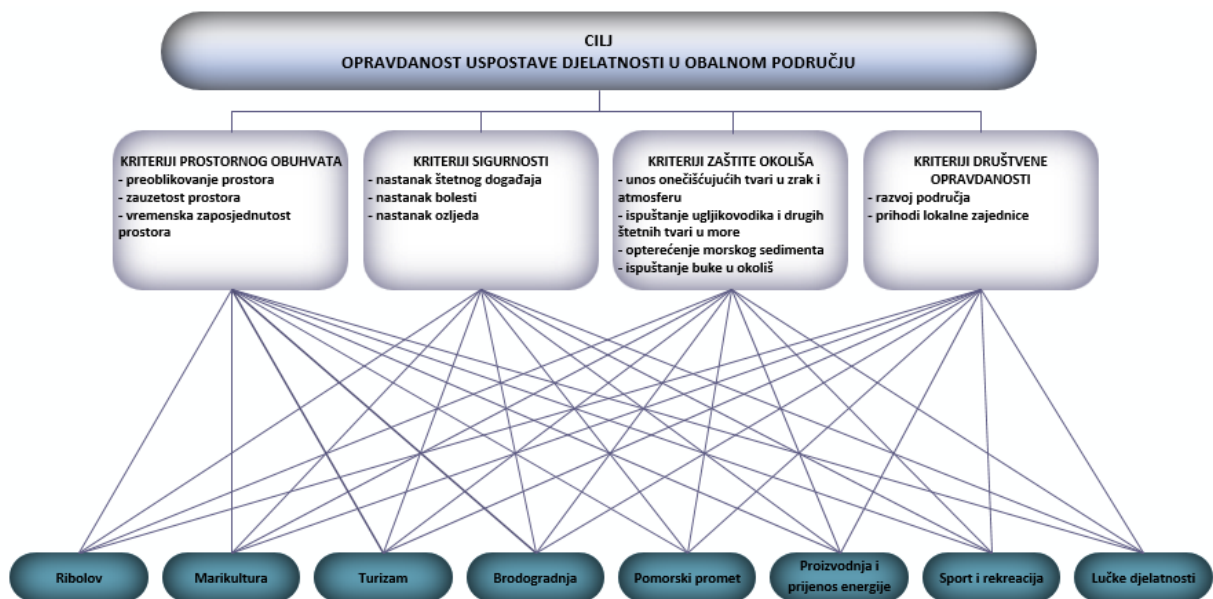 CILJ
OPRAVDANOST USPOSTAVE DJELATNOSTI U OBALNOM PODRUČJU
KRITERIJI PROSTORNOG OBUHVATA
- preoblikovanje prostora
- zauzetost prostora
- vremenska zaposjednutost
prostora
KRITERIJI SIGURNOSTI
- nastanak štetnog događaja
- nastanak bolesti
- nastanak ozljeda
KRITERIJI ZAŠTITE OKOLIŠA
- unos onečišćujućih tvari u zrak i
atmosferu
- ispuštanje ugljikovodika i drugih
štetnih tvari u more
- opterećenje morskog sedimenta
- ispuštanje buke u okoliš
KRITERIJI DRUŠTVENE
OPRAVDANOSTI
- razvoj područja
- prihodi lokalne zajednice
Ribolov
Marikultura
Turizam
Brodogradnja
Pomorski promet
Proizvodnja i
prijenos energije
Sport i rekreacija
Lučke djelatnosti